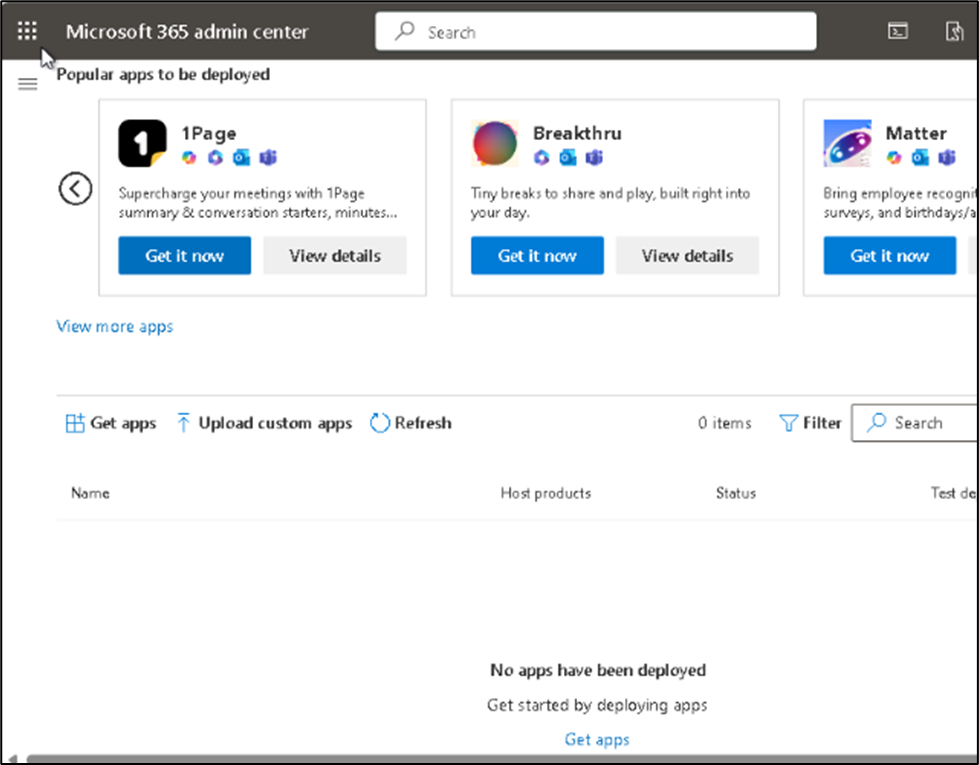 Microsoft 365 admin center
Search
Popular apps to be deployed
1Page
Supercharge your meetings with 1Page
summary & conversation starters, minutes...
Get it now
View details
Breakthru
Tiny breaks to share and play, built right into
your day.
Get it now
View details
Matter
Bring employee recognit
surveys, and birthdays/a
Get it now
View more apps
Get apps
Upload custom apps
Refresh
0 items
Filter
Search
Name
Host products
Status
Test de
No apps have been deployed
Get started by deploying apps
Get apps